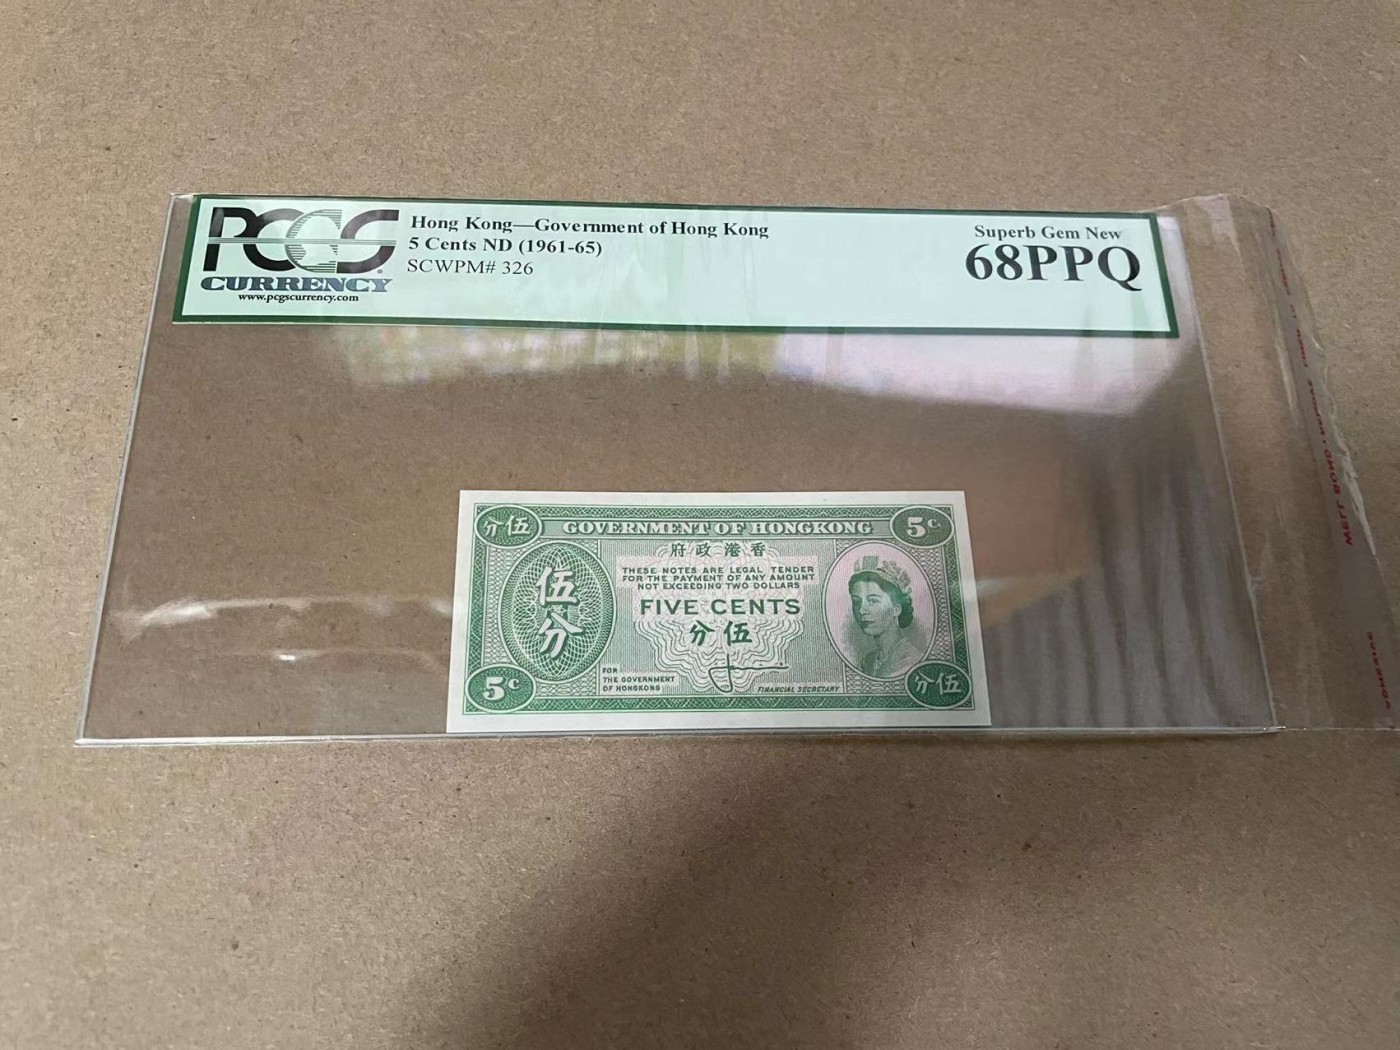 PCGS
CURRENCY
www.pcgscurrency.com
Hong Kong—Government of Hong Kong
5 Cents ND (1961-65)
SCWPM# 326
Superb Gem New
68PPQ
分伍
GOVERNMENT OF HONGKONG
5c.
府政港香
THESE NOTES ARE LEGAL TENDER
FOR THE PAYMENT OF ANY AMOUNT
NOT EXCEEDING TWO DOLLARS
伍分
FIVE CENTS
分伍
FOR
THE GOVERNMENT
OF HONGKONG
FINANCIAL SECRETARY
5c
分伍